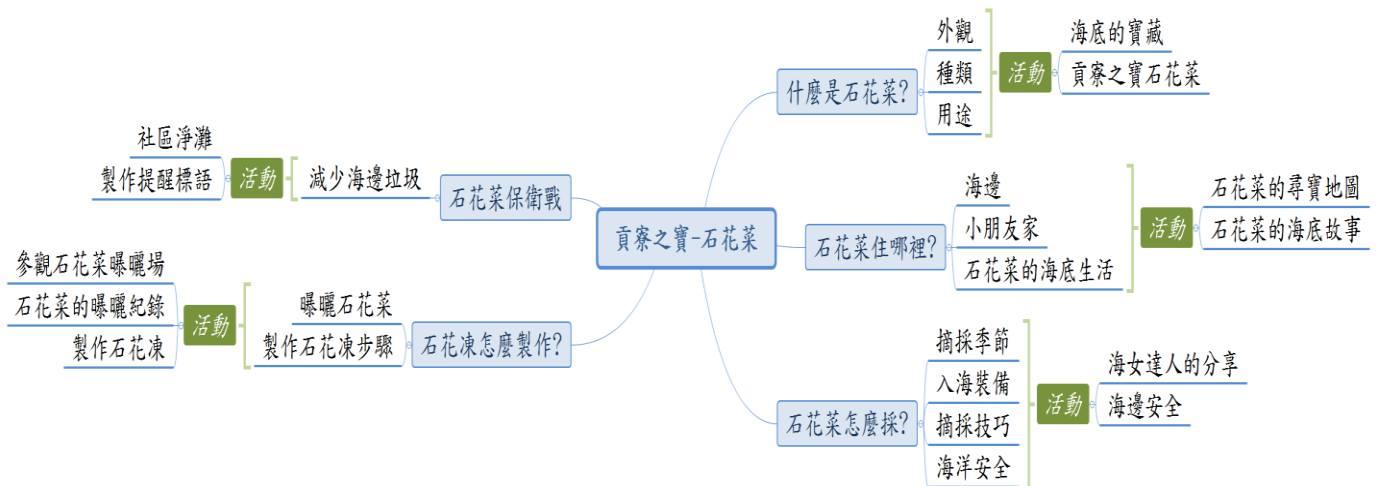 貢寮之寶-石花菜
什麼是石花菜?
外觀
種類
用途
活動
海底的寶藏
貢寮之寶石花菜
石花菜住哪裡?
海邊
小朋友家
石花菜的海底生活
活動
石花菜的尋寶地圖
石花菜的海底故事
石花菜怎麼採?
摘採季節
入海裝備
摘採技巧
海洋安全
活動
海女達人的分享
海邊安全
石花菜保衛戰
減少海邊垃圾
活動
社區淨灘
製作提醒標語
石花凍怎麼製作?
曝曬石花菜
製作石花凍步驟
活動
參觀石花菜曝曬場
石花菜的曝曬紀錄
製作石花凍